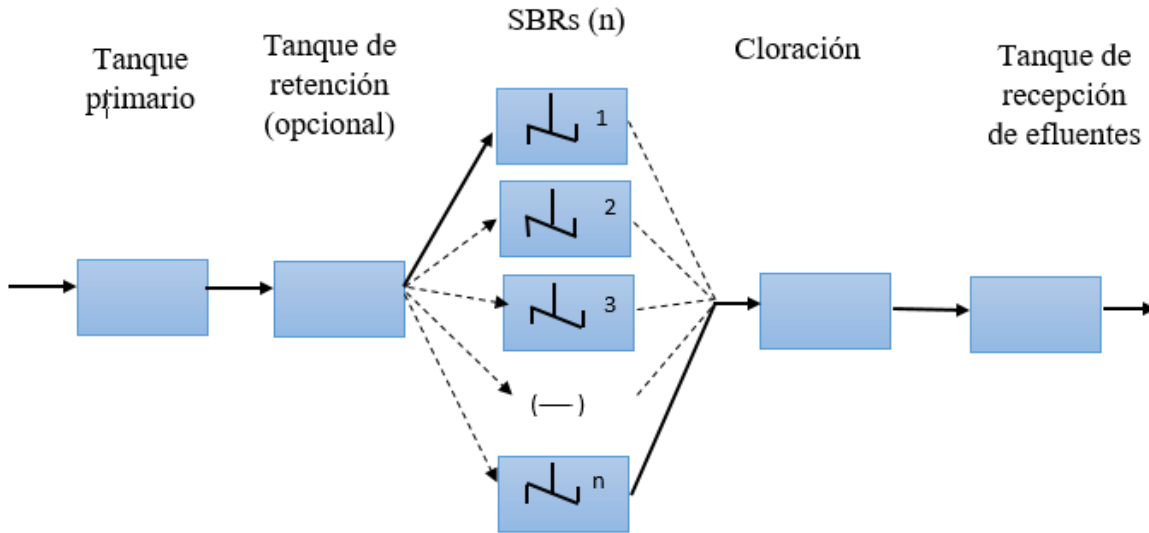 Tanque
primario
Tanque de
retención
(opcional)
SBRs (n)
Cloración
Tanque de
recepción
de efluentes
1
2
3
(— )
n